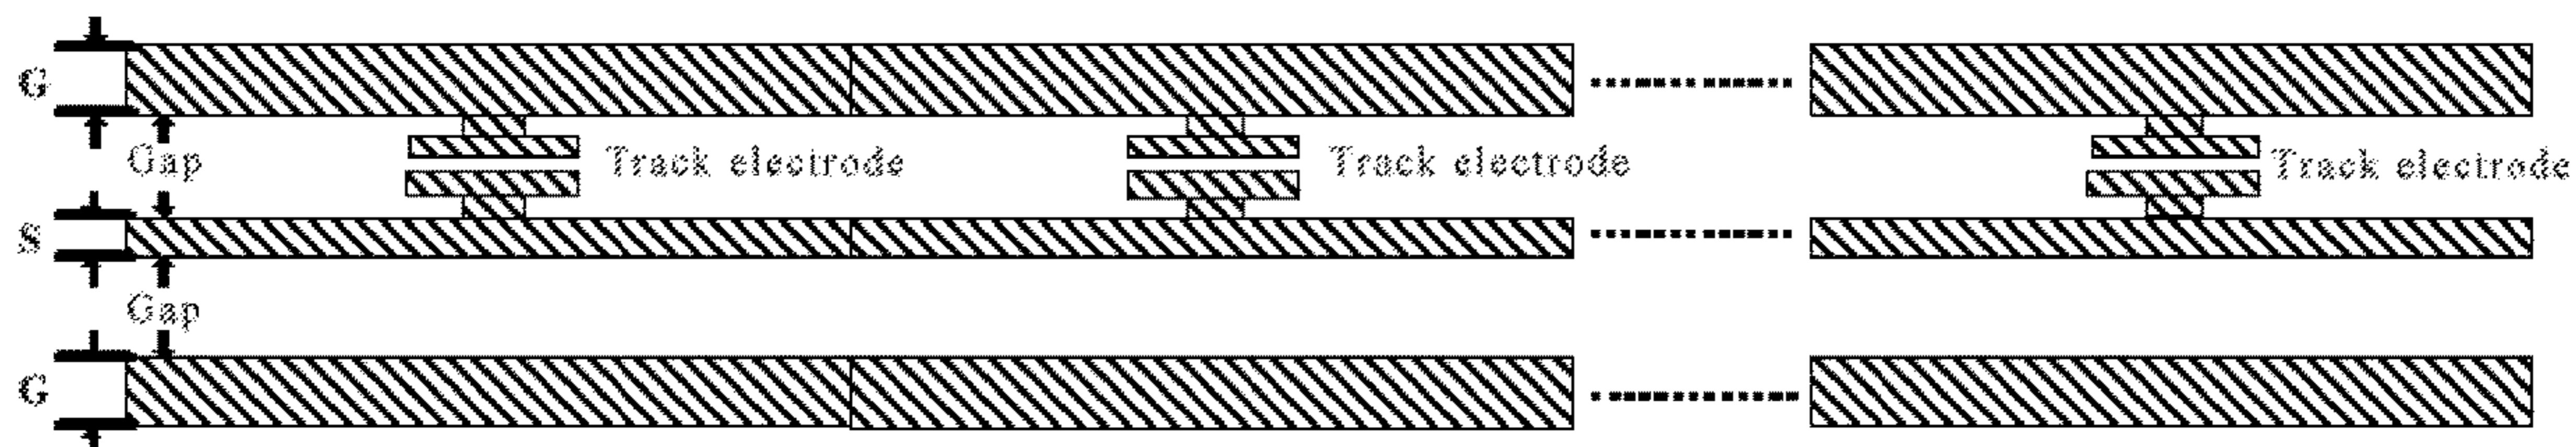 G
Gap
Track electrode
Track electrode
Track electrode
S
Gap
G